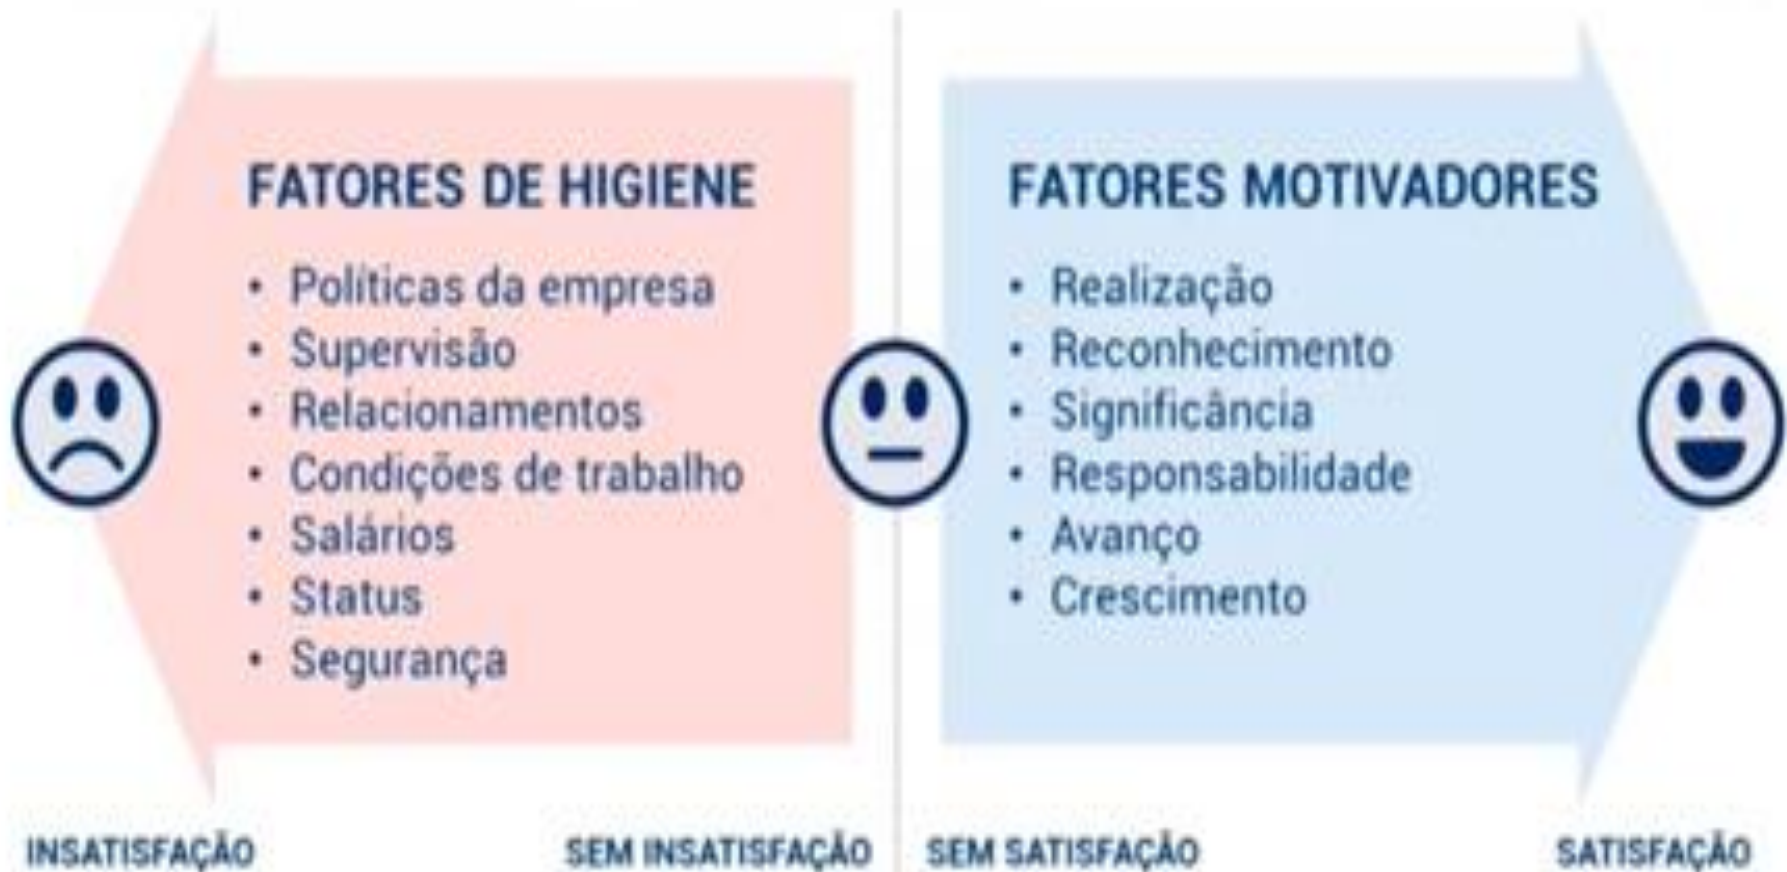 FATORES DE HIGIENE
• Políticas da empresa
• Supervisão
• Relacionamentos
• Condições de trabalho
• Salários
• Status
• Segurança
FATORES MOTIVADORES
• Realização
• Reconhecimento
• Significância
• Responsabilidade
• Avanço
• Crescimento
INSATISFAÇÃO
SEM INSATISFAÇÃO
SEM SATISFAÇÃO
SATISFAÇÃO